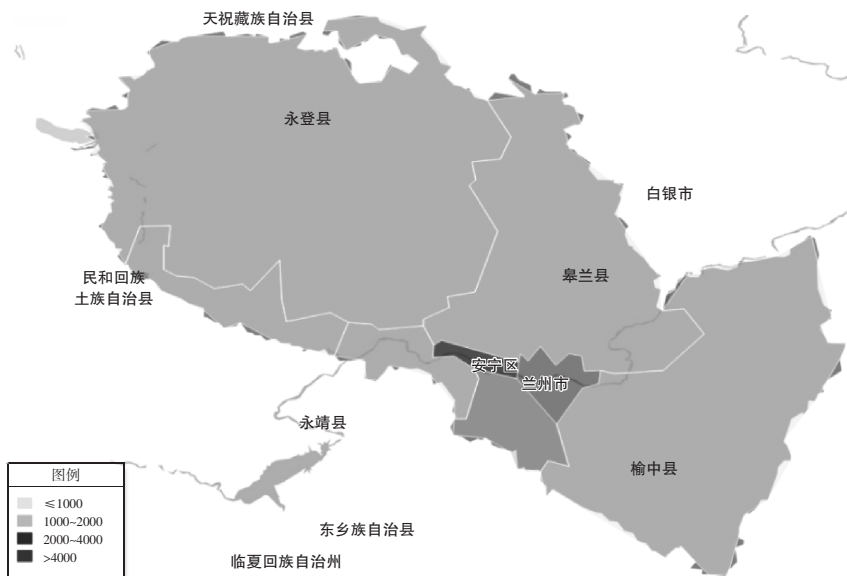 天祝藏族自治县
永登县
白银市
民和回族
土族自治县
皋兰县
安宁区
兰州市
永靖县
榆中县
图例
≤1000
1000~2000
2000~4000
>4000
东乡族自治县
临夏回族自治州